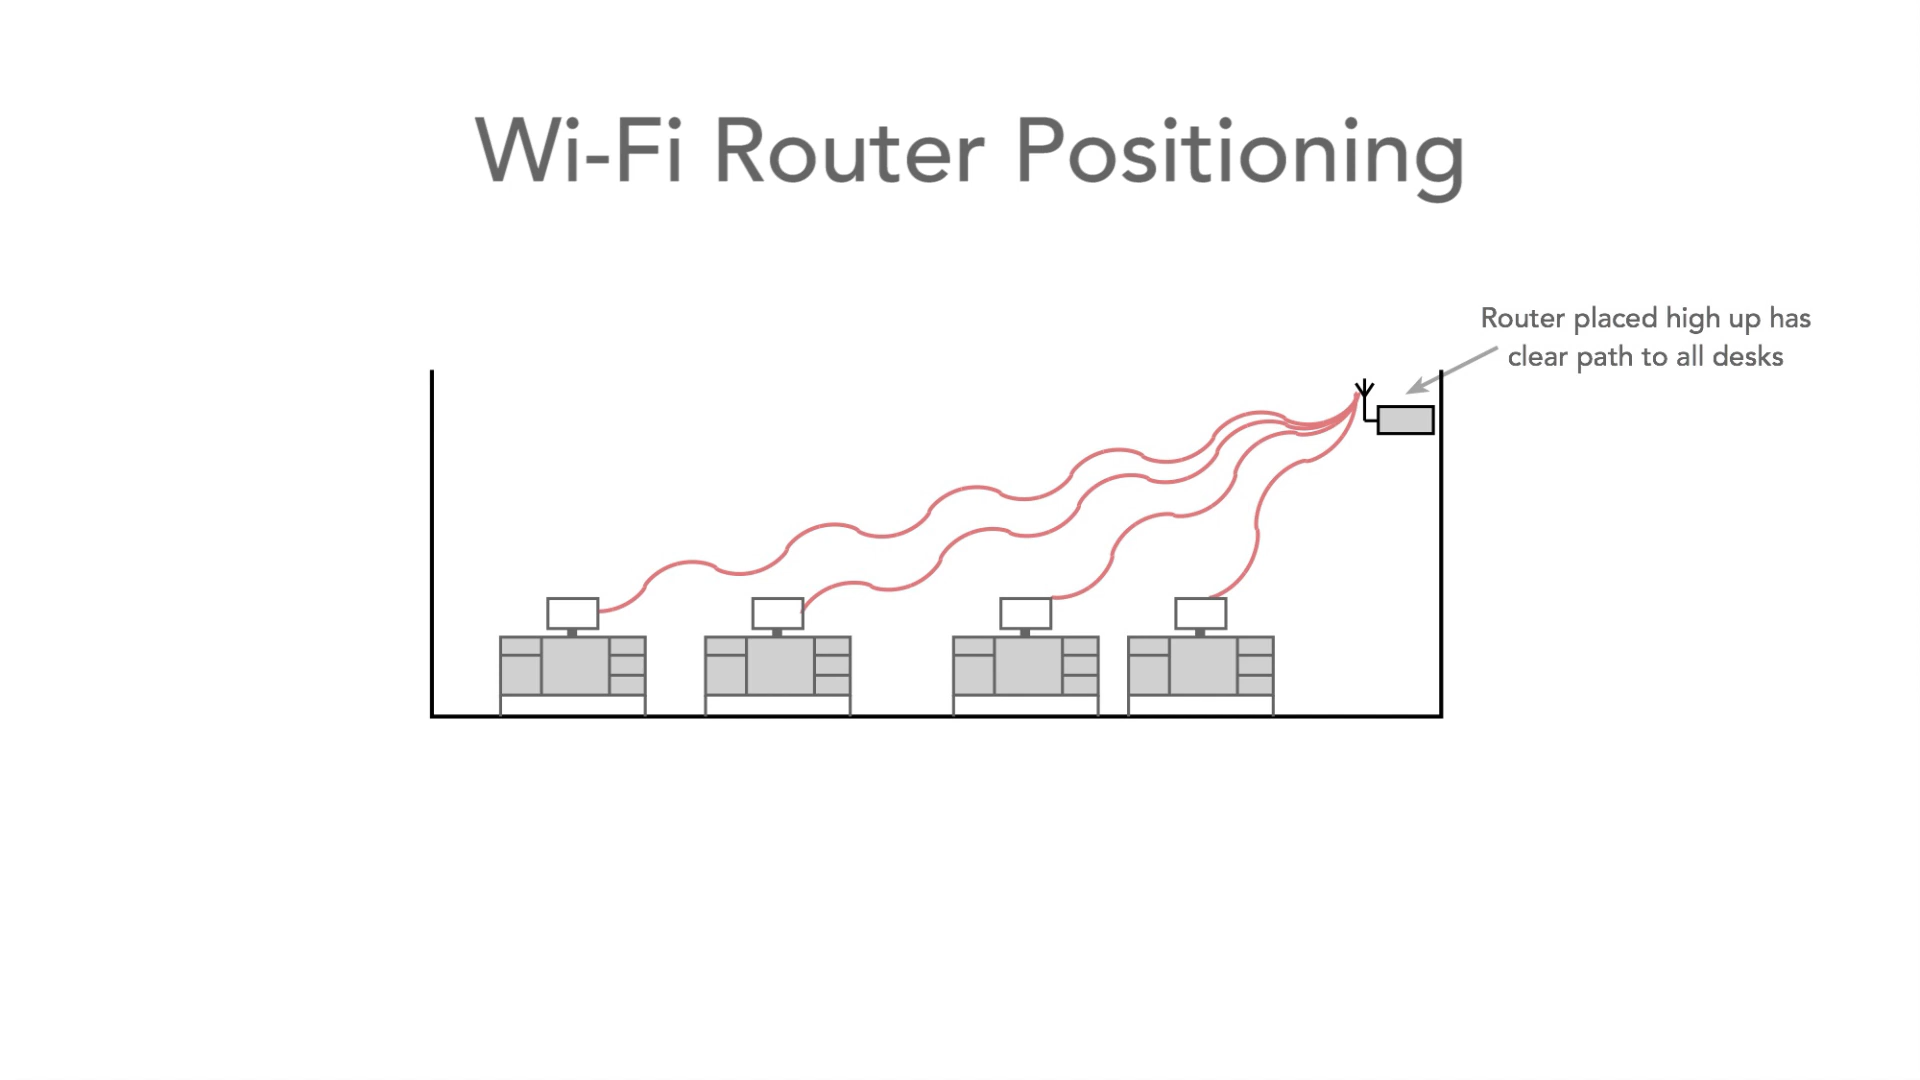 Wi-Fi Router Positioning
Router placed high up has
clear path to all desks